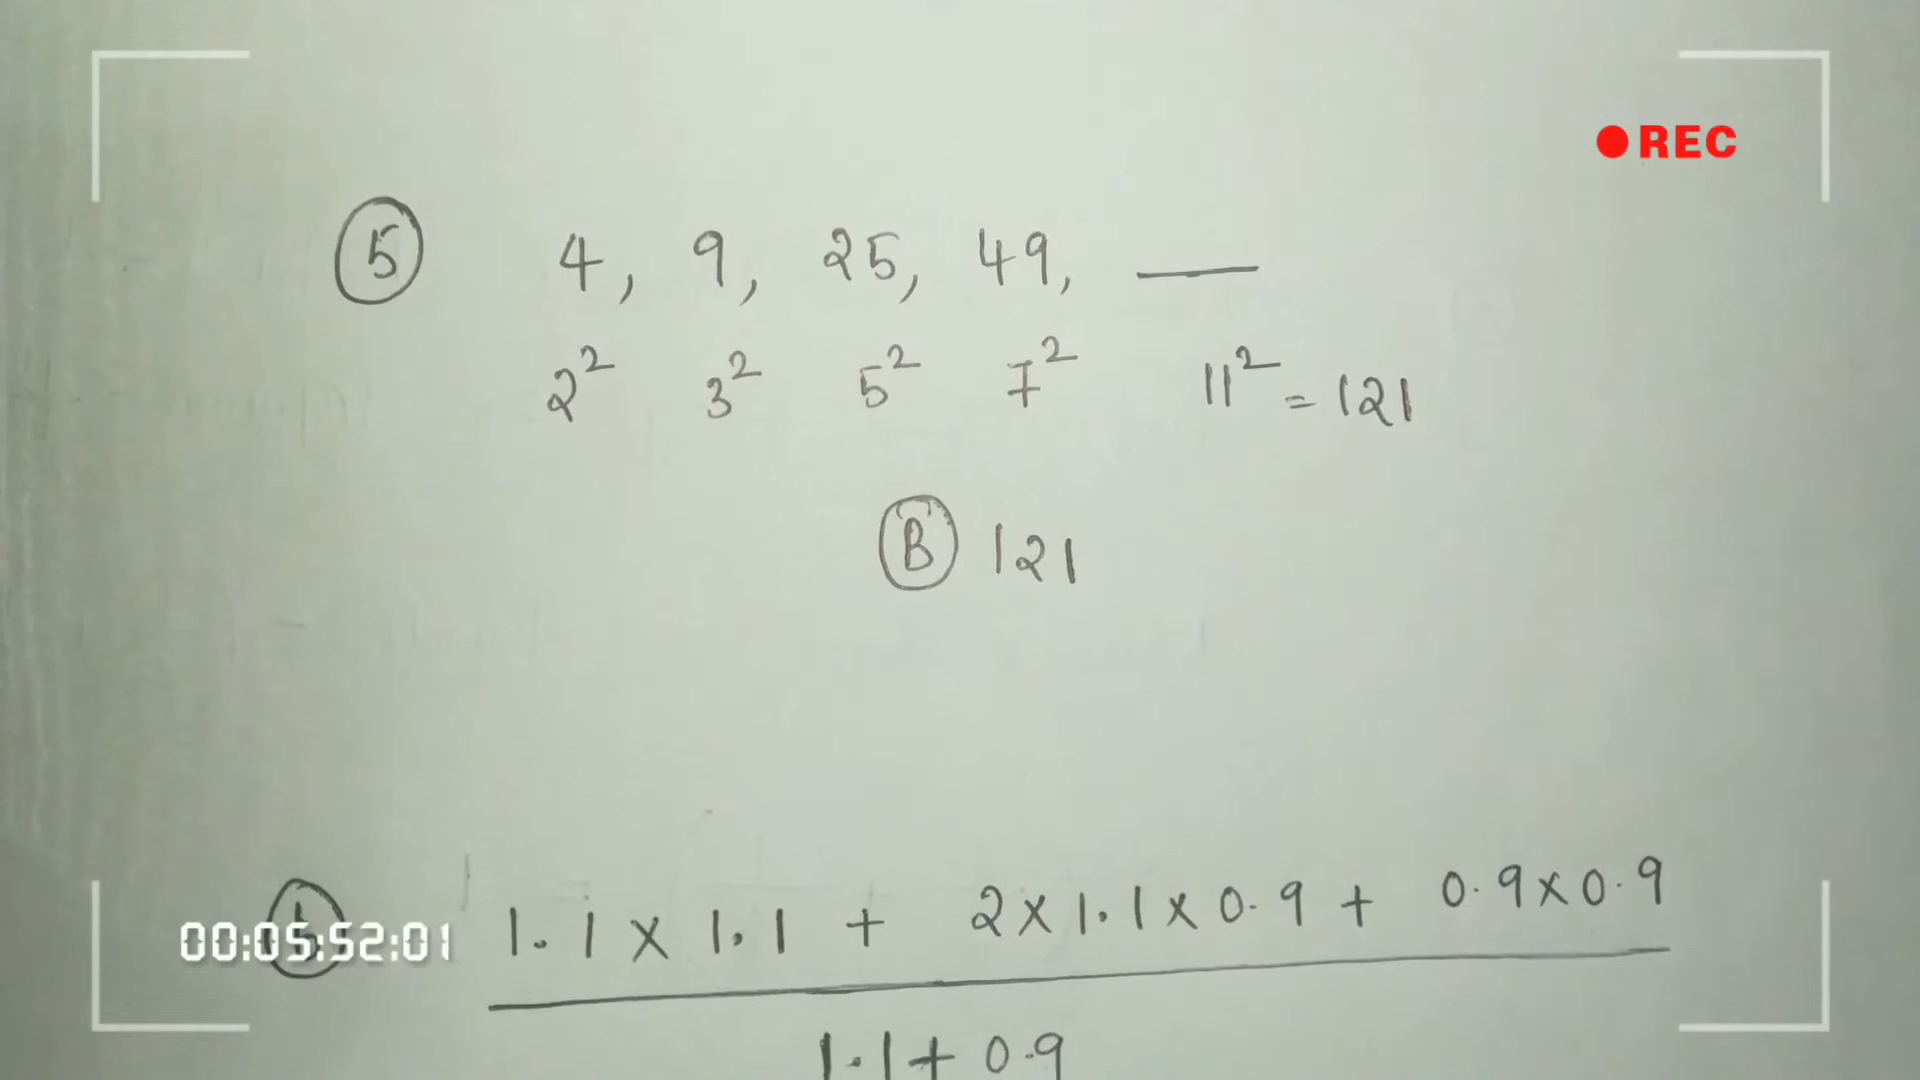 REC
⑤ 4, 9, 25, 49, ___
2² 3² 5² 7² 11² = 121
Ⓑ 121
1.1 x 1.1 + 2 x 1.1 x 0.9 + 0.9 x 0.9
00:05:52:01
1.1 + 0.9